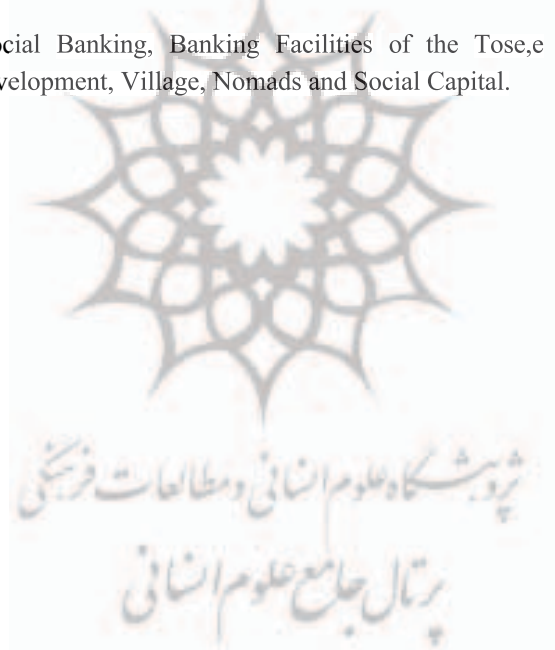 ocial Banking, Banking Facilities of the Tose,e
velopment, Village, Nomads and Social Capital.
پژوهشگاه علوم انسانی و مطالعات فرهنگی
پرتال جامع علوم انسانی